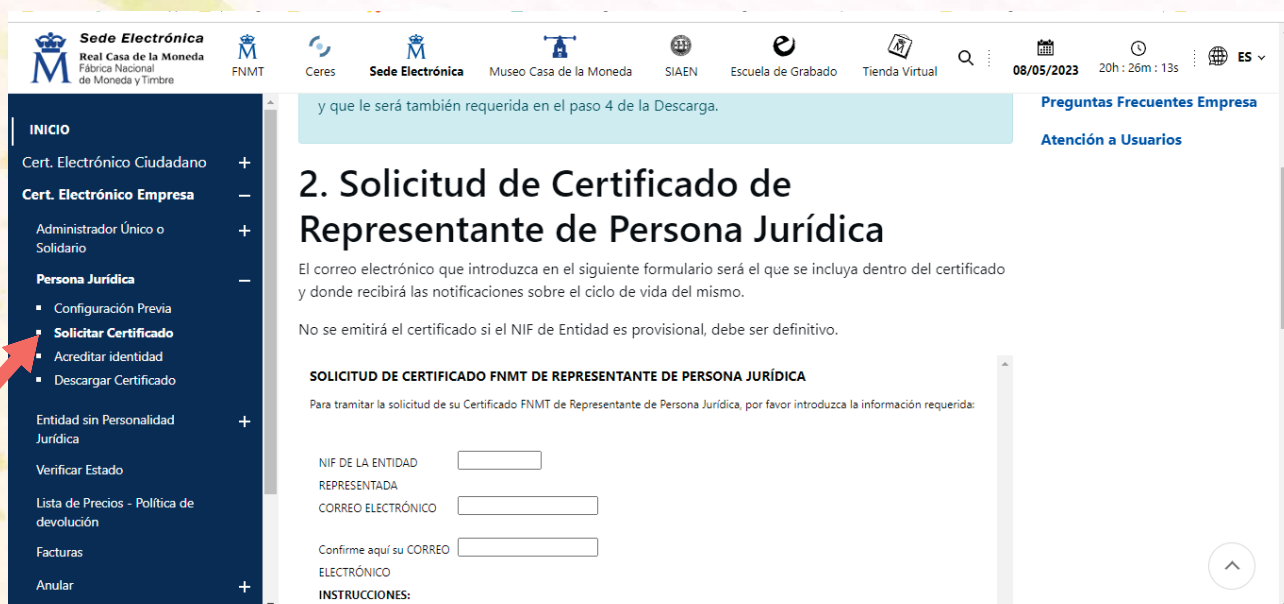 Sede Electrónica
Real Casa de la Moneda
Fábrica Nacional
de Moneda y Timbre
FNMT
Ceres
Sede Electrónica
Museo Casa de la Moneda
SIAEN
Escuela de Grabado
Tienda Virtual
08/05/2023
20h : 26m : 13s
ES
INICIO
Cert. Electrónico Ciudadano +
Cert. Electrónico Empresa –
Administrador Único o +
Solidario
Persona Jurídica –
Configuración Previa
Solicitar Certificado
Acreditar identidad
Descargar Certificado
Entidad sin Personalidad +
Jurídica
Verificar Estado
Lista de Precios - Política de
devolución
Facturas
Anular +
y que le será también requerida en el paso 4 de la Descarga.
2. Solicitud de Certificado de
Representante de Persona Jurídica
El correo electrónico que introduzca en el siguiente formulario será el que se incluya dentro del certificado
y donde recibirá las notificaciones sobre el ciclo de vida del mismo.
No se emitirá el certificado si el NIF de Entidad es provisional, debe ser definitivo.
SOLICITUD DE CERTIFICADO FNMT DE REPRESENTANTE DE PERSONA JURÍDICA
Para tramitar la solicitud de su Certificado FNMT de Representante de Persona Jurídica, por favor introduzca la información requerida:
NIF DE LA ENTIDAD
REPRESENTADA
CORREO ELECTRÓNICO
Confirme aquí su CORREO
ELECTRÓNICO
INSTRUCCIONES:
Preguntas Frecuentes Empresa
Atención a Usuarios